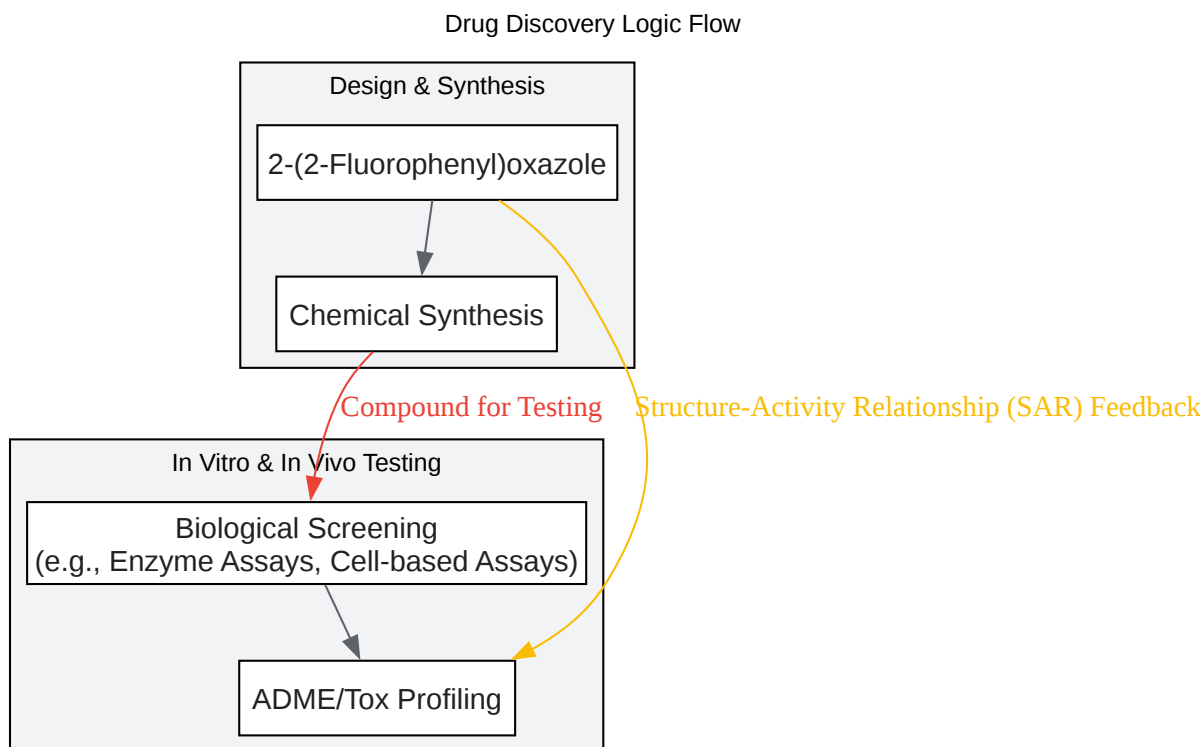 Drug Discovery Logic Flow
Design & Synthesis
2-(2-Fluorophenyl)oxazole
Chemical Synthesis
Compound for Testing
Structure-Activity Relationship (SAR) Feedback
In Vitro & In Vivo Testing
Biological Screening
(e.g., Enzyme Assays, Cell-based Assays)
ADME/Tox Profiling